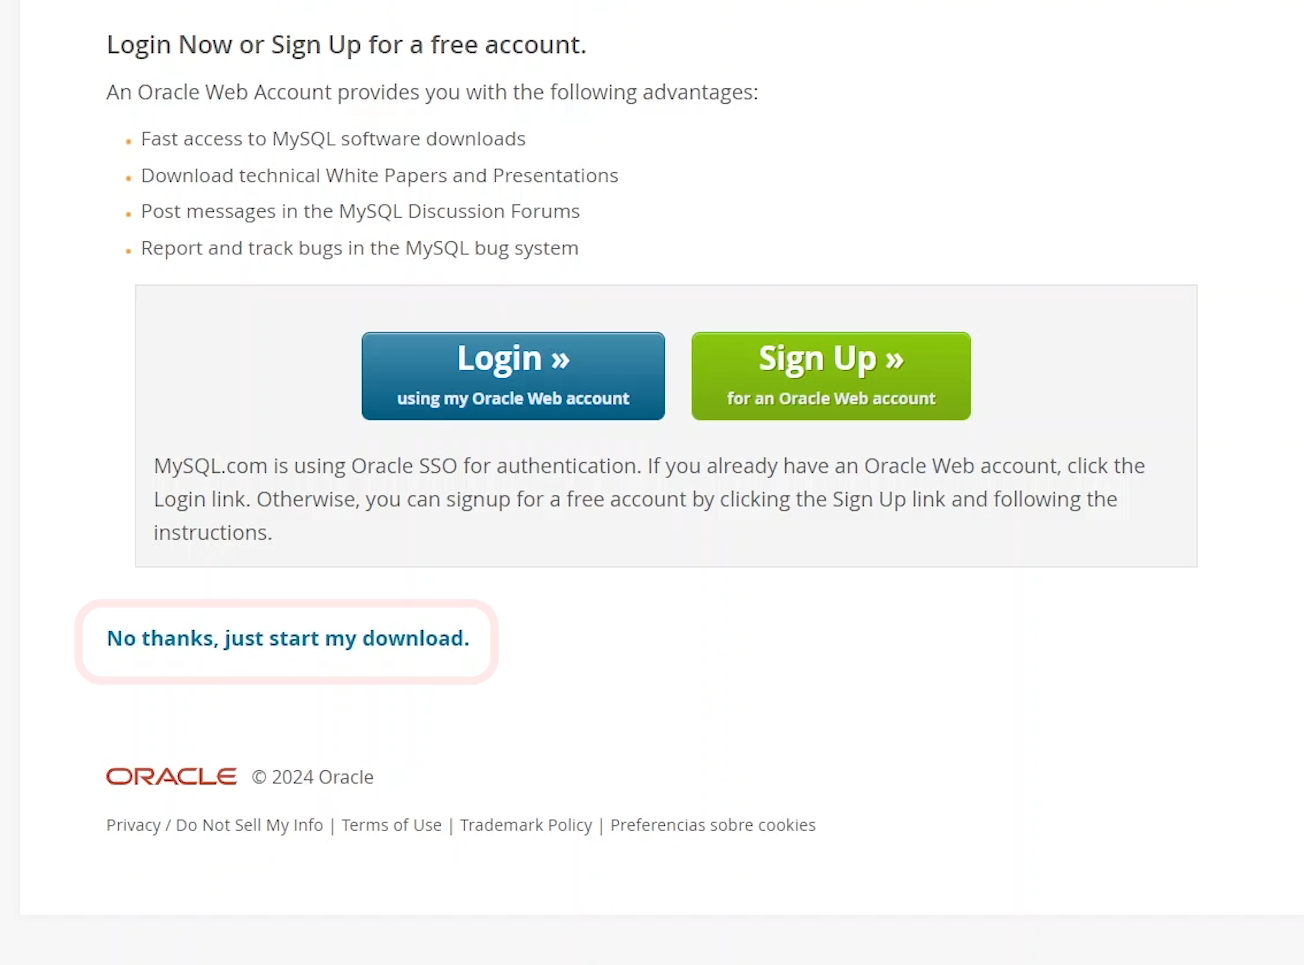 Login Now or Sign Up for a free account.
An Oracle Web Account provides you with the following advantages:
Fast access to MySQL software downloads
Download technical White Papers and Presentations
Post messages in the MySQL Discussion Forums
Report and track bugs in the MySQL bug system
Login »
using my Oracle Web account
Sign Up »
for an Oracle Web account
MySQL.com is using Oracle SSO for authentication. If you already have an Oracle Web account, click the
Login link. Otherwise, you can signup for a free account by clicking the Sign Up link and following the
instructions.
No thanks, just start my download.
ORACLE © 2024 Oracle
Privacy / Do Not Sell My Info | Terms of Use | Trademark Policy | Preferencias sobre cookies